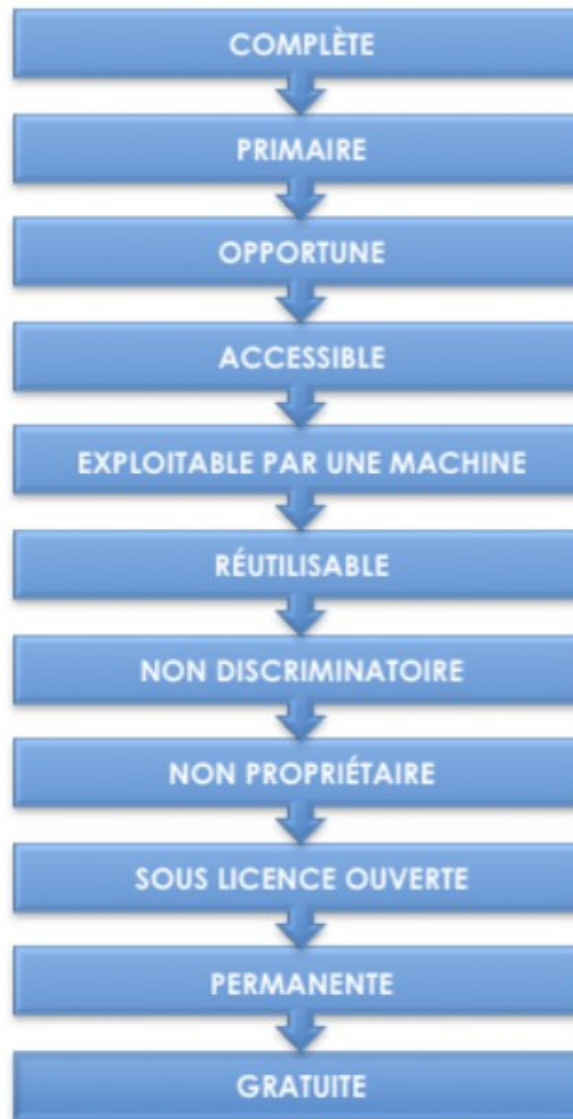 COMPLÈTE
PRIMAIRE
OPPORTUNE
ACCESSIBLE
EXPLOITABLE PAR UNE MACHINE
RÉUTILISABLE
NON DISCRIMINATOIRE
NON PROPRIÉTAIRE
SOUS LICENCE OUVERTE
PERMANENTE
GRATUITE